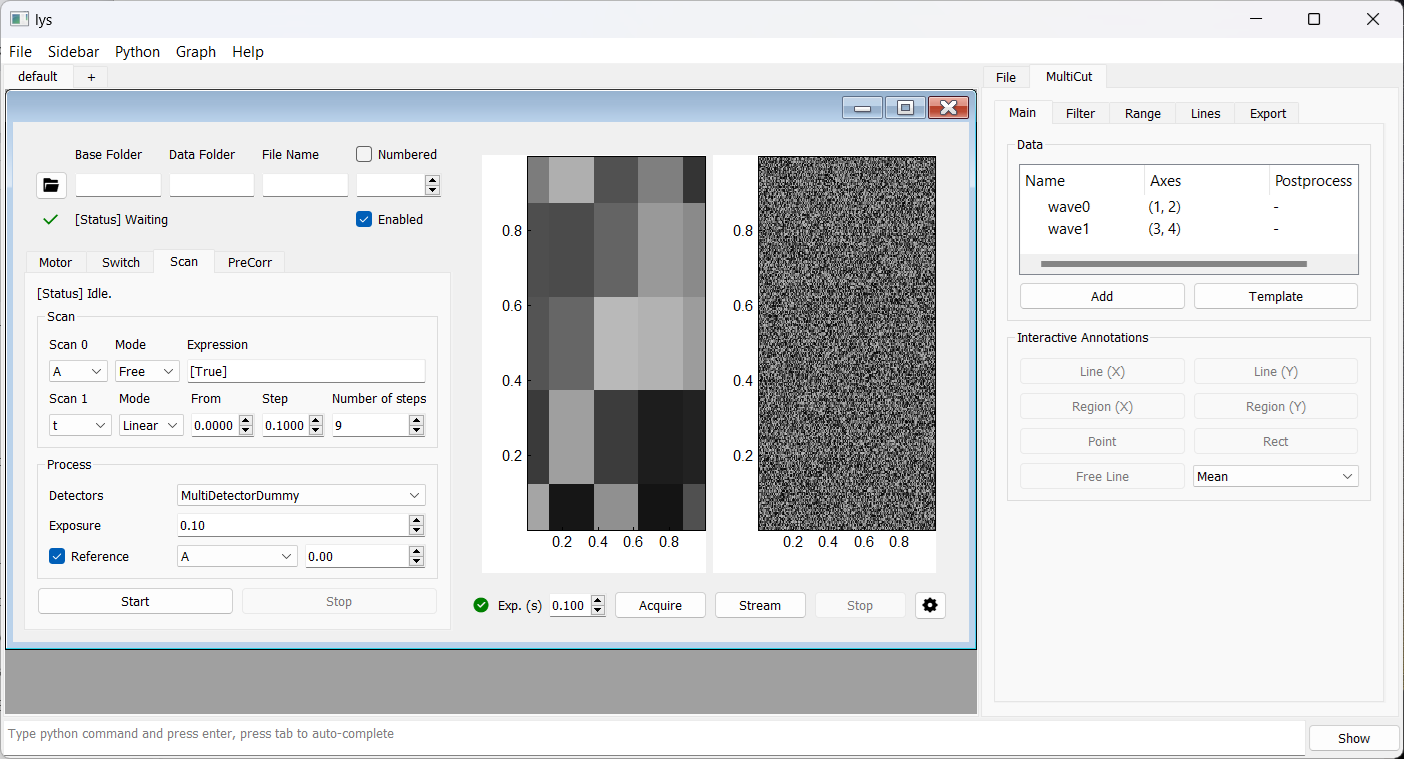 lys
File Sidebar Python Graph Help
default +
Base Folder Data Folder File Name Numbered
[Status] Waiting Enabled
Motor Switch Scan PreCorr
[Status] Idle.
Scan
Scan 0 Mode Expression
A Free [True]
Scan 1 Mode From Step Number of steps
t Linear 0.0000 0.1000 9
Process
Detectors MultiDetectorDummy
Exposure 0.10
Reference A 0.00
Start Stop
0.8
0.6
0.4
0.2
0.2 0.4 0.6 0.8
0.8
0.6
0.4
0.2
0.2 0.4 0.6 0.8
Exp. (s) 0.100 Acquire Stream Stop
File MultiCut
Main Filter Range Lines Export
Data
Name Axes Postprocess
wave0 (1, 2) -
wave1 (3, 4) -
Add Template
Interactive Annotations
Line (X) Line (Y)
Region (X) Region (Y)
Point Rect
Free Line Mean
Type python command and press enter, press tab to auto-complete
Show